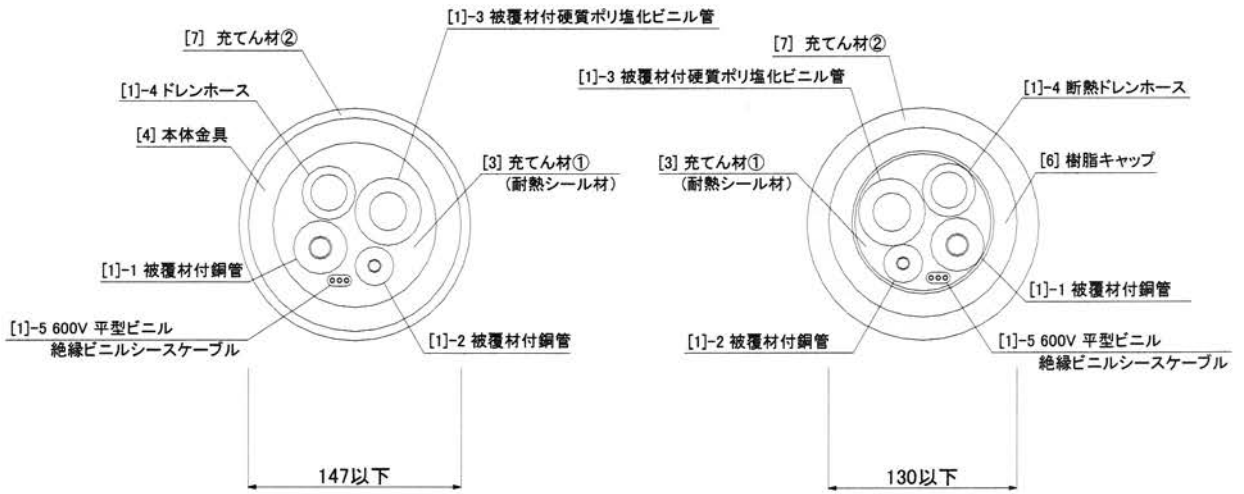 [1]-3 被覆材付硬質ポリ塩化ビニル管
[7] 充てん材②
[1]-4 ドレンホース
[4] 本体金具
[3] 充てん材①
(耐熱シール材)
[1]-1 被覆材付銅管
[1]-5 600V 平型ビニル
絶縁ビニルシースケーブル
[1]-2 被覆材付銅管
147以下
[7] 充てん材②
[1]-3 被覆材付硬質ポリ塩化ビニル管
[1]-4 断熱ドレンホース
[3] 充てん材①
(耐熱シール材)
[6] 樹脂キャップ
[1]-1 被覆材付銅管
[1]-2 被覆材付銅管
[1]-5 600V 平型ビニル
絶縁ビニルシースケーブル
130以下